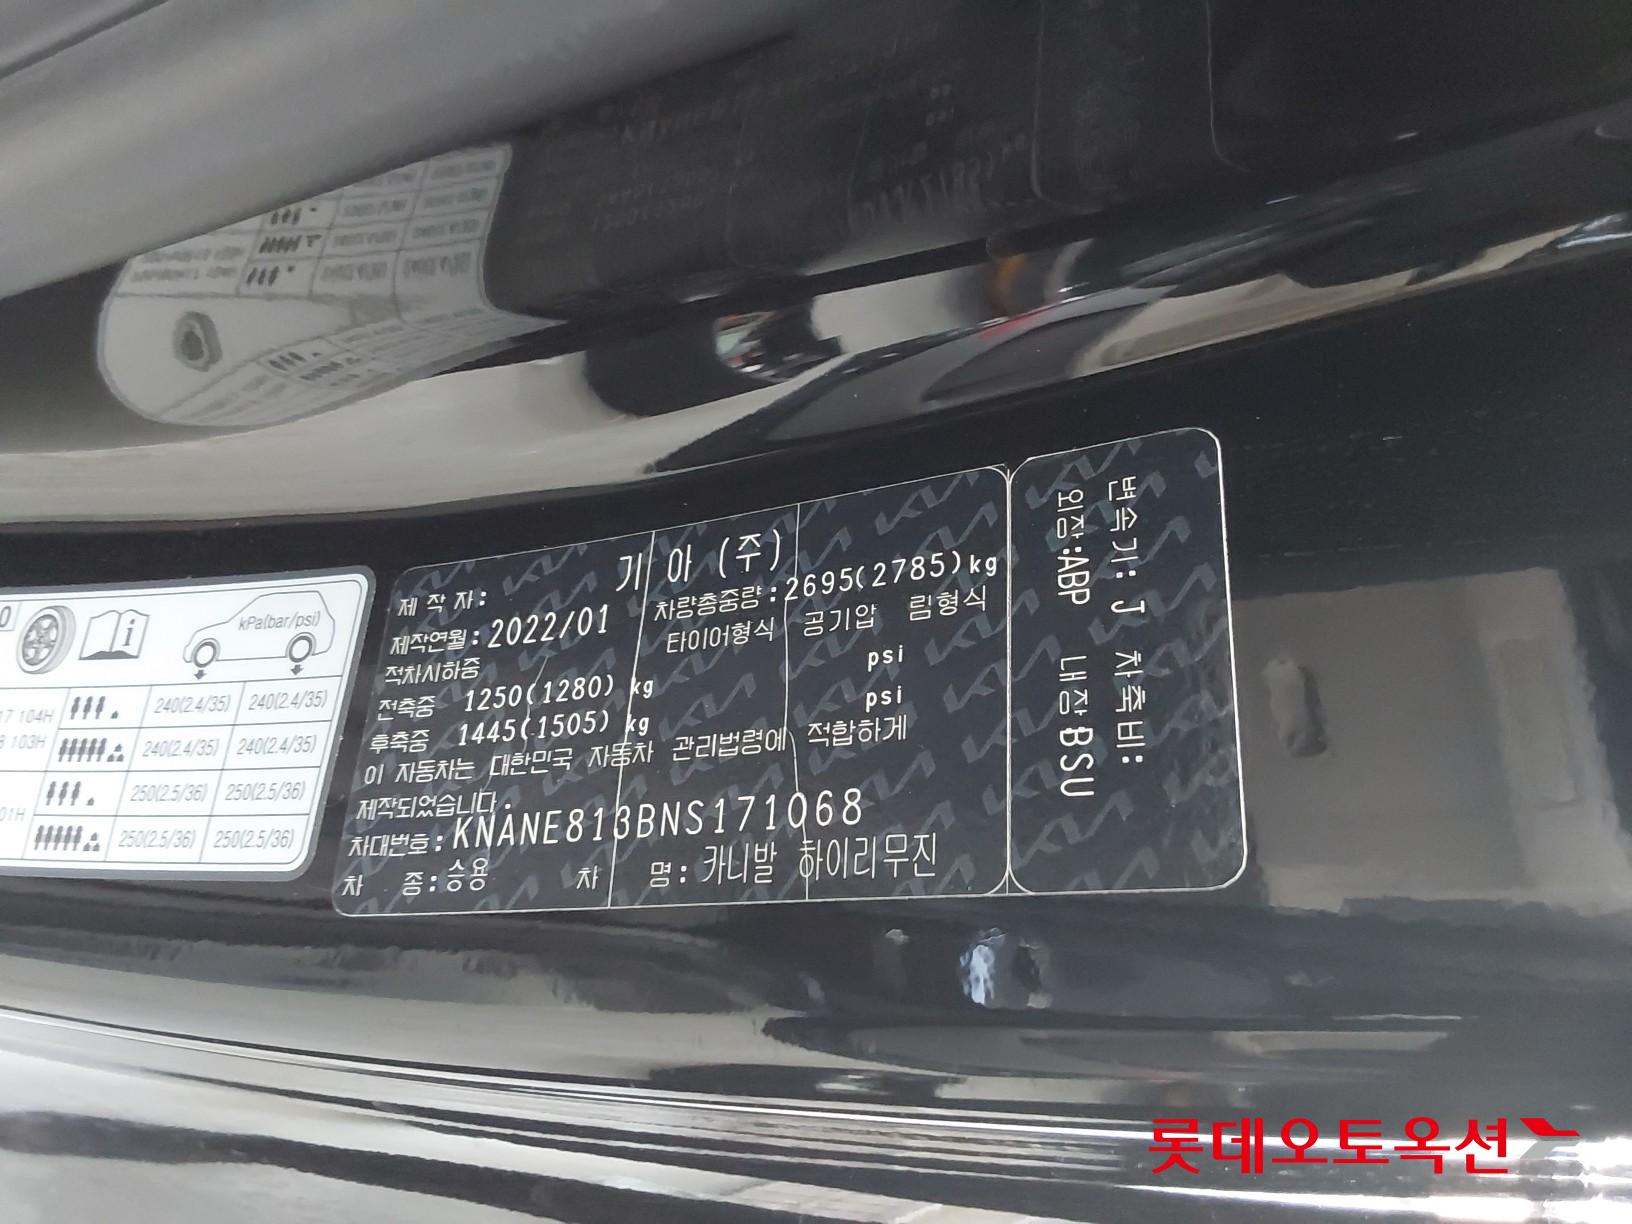 kPa(bar/psi)
17 104H 240(2.4/35) 240(2.4/35)
103H 240(2.4/35) 240(2.4/35)
250(2.5/36) 250(2.5/36)
01H 250(2.5/36) 250(2.5/36)
제 작 자: 기 아 (주)
제작연월: 2022/01 차량총중량: 2695(2785)kg
적차시하중 타이어형식 공기압 림형식
전축중 1250(1280) kg psi
후축중 1445(1505) kg psi
이 자동차는 대한민국 자동차 관리법령에 적합하게
제작되었습니다.
차대번호: KNANE813BNS171068
차 종: 승용 차 명: 카니발 하이리무진
변속기: J 차축비:
외장:ABP 내장BSU
롯데오토옥션